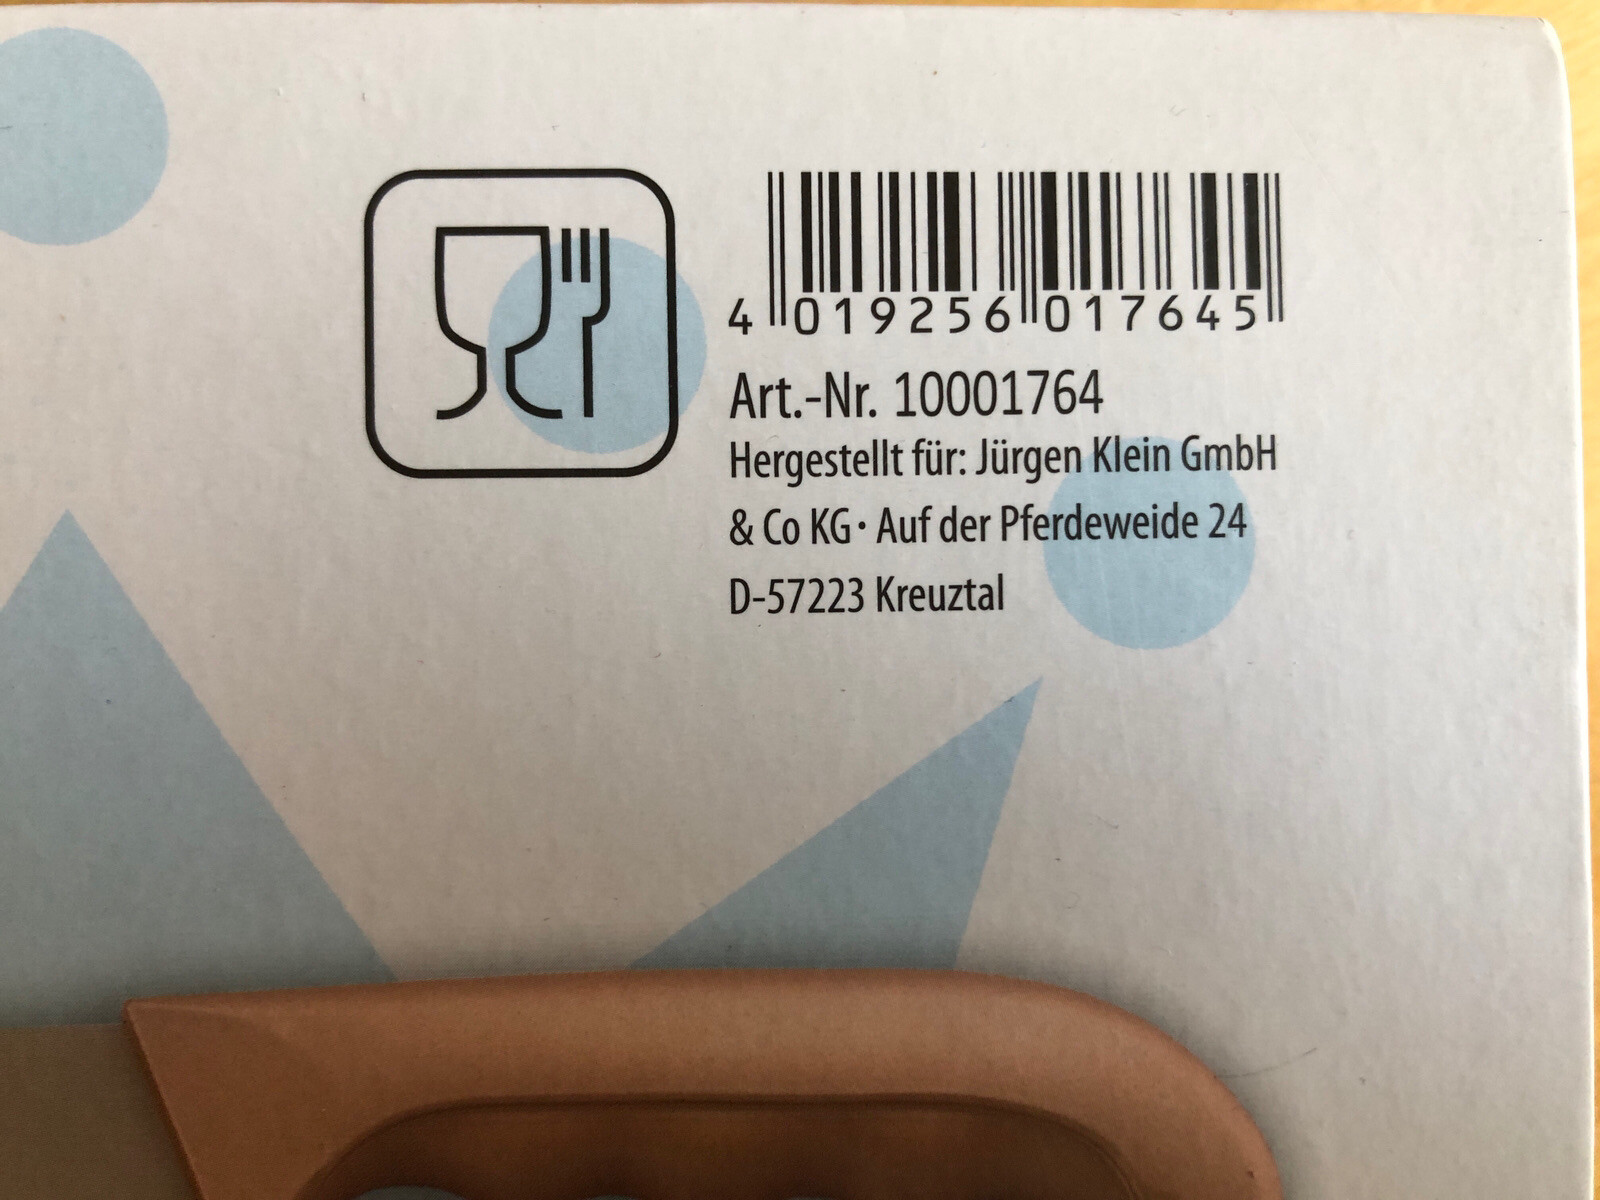 4 019256 017645
Art.-Nr. 10001764
Hergestellt für: Jürgen Klein GmbH
& Co KG · Auf der Pferdeweide 24
D-57223 Kreuztal